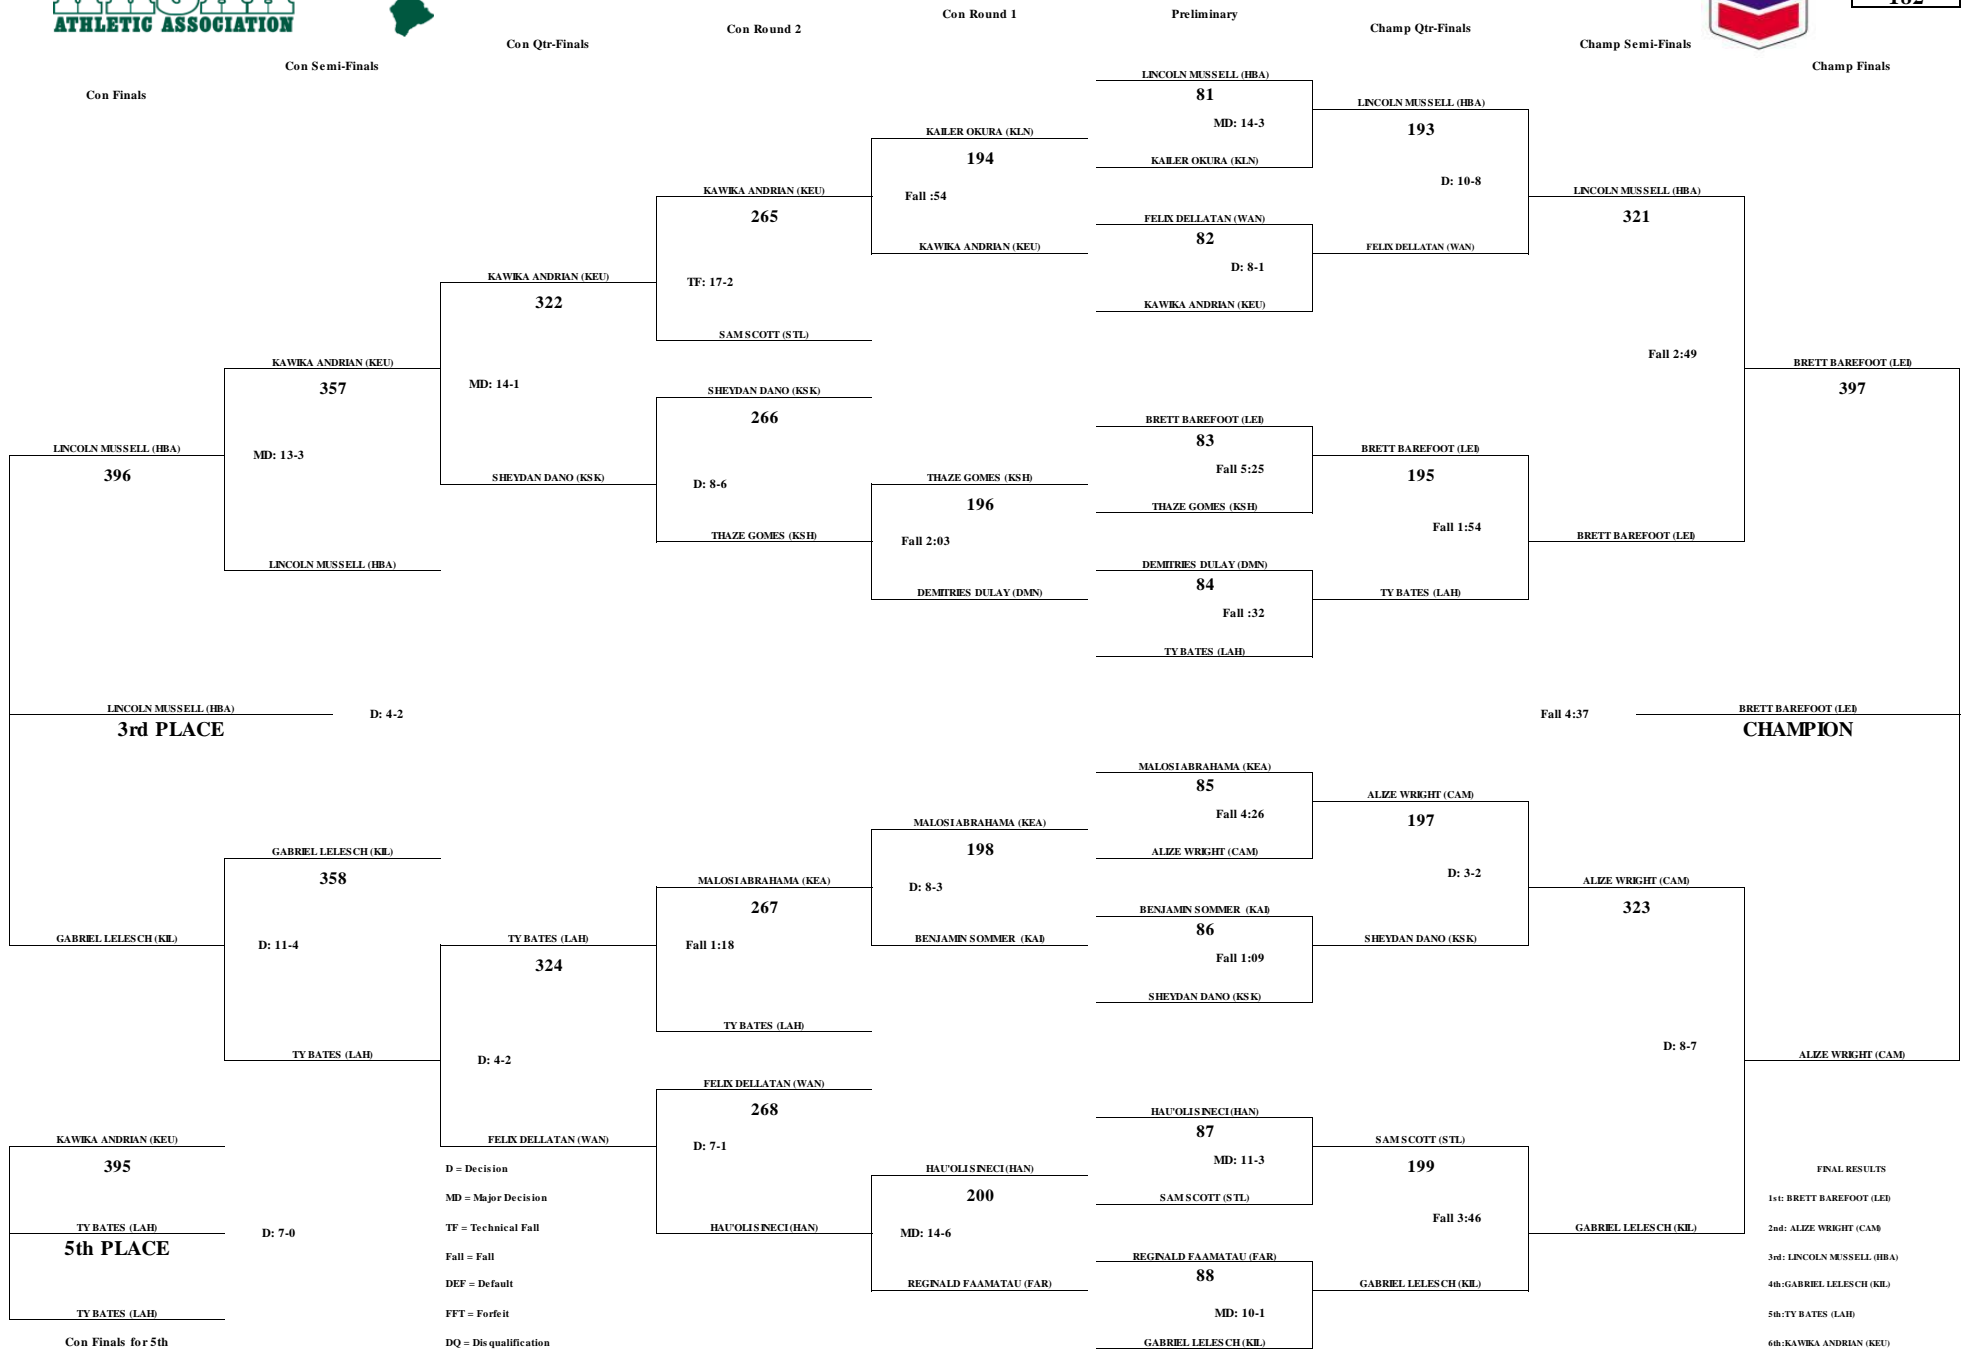 ATHLETIC ASSOCIATION
182
Con Finals
Con Semi-Finals
Con Qtr-Finals
Con Round 2
Con Round 1
Preliminary
Champ Qtr-Finals
Champ Semi-Finals
Champ Finals
LINCOLN MUSSELL (HBA)
81
MD: 14-3
KAILER OKURA (KLN)
FELIX DELLATAN (WAN)
82
D: 8-1
KAWIKA ANDRIAN (KEU)
BRETT BAREFOOT (LEI)
83
Fall 5:25
THAZE GOMES (KSH)
DEMITRIES DULAY (DMN)
84
Fall :32
TY BATES (LAH)
MALOSI ABRAHAMA (KEA)
85
Fall 4:26
ALIZE WRIGHT (CAM)
BENJAMIN SOMMER (KAI)
86
Fall 1:09
SHEYDAN DANO (KSK)
HAU'OLI SINECI (HAN)
87
MD: 11-3
SAM SCOTT (STL)
REGINALD FAAMATAU (FAR)
88
MD: 10-1
GABRIEL LELESCH (KIL)
LINCOLN MUSSELL (HBA)
193
D: 10-8
FELIX DELLATAN (WAN)
BRETT BAREFOOT (LEI)
195
Fall 1:54
TY BATES (LAH)
ALIZE WRIGHT (CAM)
197
D: 3-2
SHEYDAN DANO (KSK)
SAM SCOTT (STL)
199
Fall 3:46
GABRIEL LELESCH (KIL)
LINCOLN MUSSELL (HBA)
321
Fall 2:49
BRETT BAREFOOT (LEI)
ALIZE WRIGHT (CAM)
323
D: 8-7
GABRIEL LELESCH (KIL)
BRETT BAREFOOT (LEI)
397
Fall 4:37
BRETT BAREFOOT (LEI)
CHAMPION
ALIZE WRIGHT (CAM)
KAILER OKURA (KLN)
194
Fall :54
KAWIKA ANDRIAN (KEU)
THAZE GOMES (KSH)
196
Fall 2:03
DEMITRIES DULAY (DMN)
MALOSI ABRAHAMA (KEA)
198
D: 8-3
BENJAMIN SOMMER (KAI)
HAU'OLI SINECI (HAN)
200
MD: 14-6
REGINALD FAAMATAU (FAR)
KAWIKA ANDRIAN (KEU)
265
TF: 17-2
SAM SCOTT (STL)
SHEYDAN DANO (KSK)
266
D: 8-6
THAZE GOMES (KSH)
MALOSI ABRAHAMA (KEA)
267
Fall 1:18
TY BATES (LAH)
FELIX DELLATAN (WAN)
268
D: 7-1
HAU'OLI SINECI (HAN)
KAWIKA ANDRIAN (KEU)
322
MD: 14-1
SHEYDAN DANO (KSK)
TY BATES (LAH)
324
D: 4-2
FELIX DELLATAN (WAN)
KAWIKA ANDRIAN (KEU)
357
MD: 13-3
LINCOLN MUSSELL (HBA)
GABRIEL LELESCH (KIL)
358
D: 11-4
TY BATES (LAH)
LINCOLN MUSSELL (HBA)
396
LINCOLN MUSSELL (HBA)
3rd PLACE
D: 4-2
GABRIEL LELESCH (KIL)
KAWIKA ANDRIAN (KEU)
395
TY BATES (LAH)
5th PLACE
D: 7-0
TY BATES (LAH)
Con Finals for 5th
D = Decision
MD = Major Decision
TF = Technical Fall
Fall = Fall
DEF = Default
FFT = Forfeit
DQ = Disqualification
FINAL RESULTS
1st: BRETT BAREFOOT (LEI)
2nd: ALIZE WRIGHT (CAM)
3rd: LINCOLN MUSSELL (HBA)
4th:GABRIEL LELESCH (KIL)
5th:TY BATES (LAH)
6th:KAWIKA ANDRIAN (KEU)